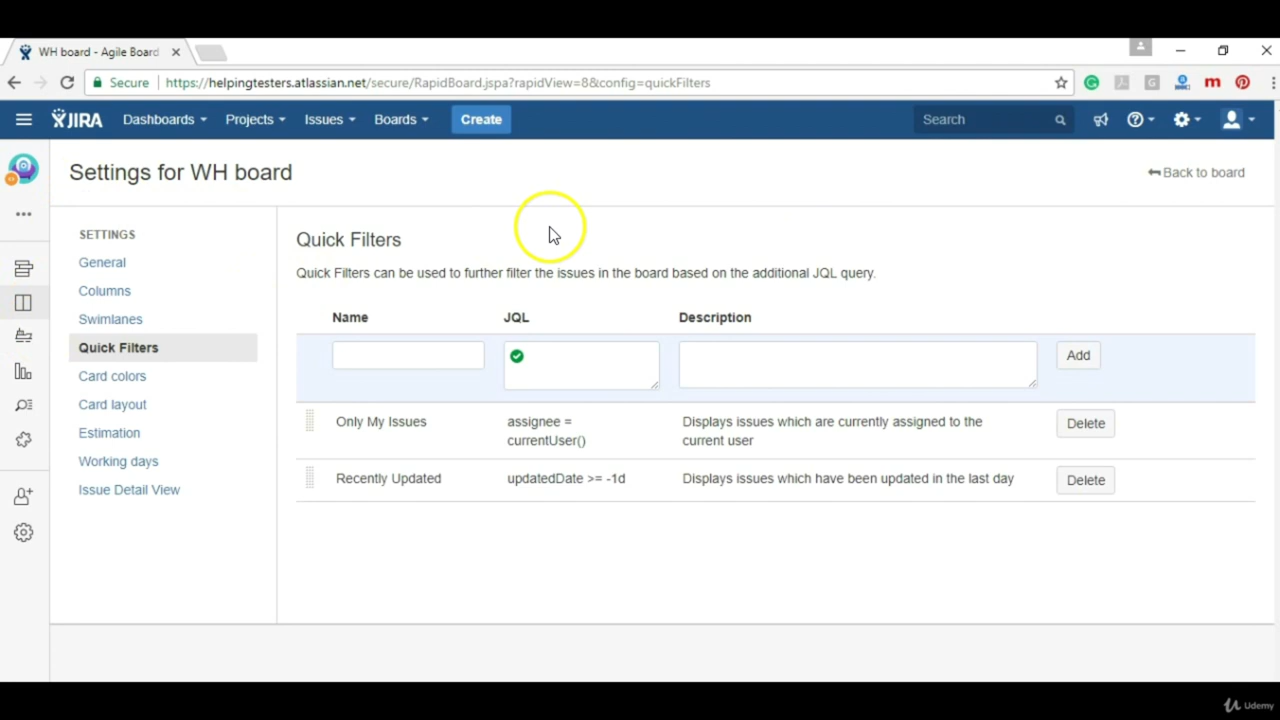 WH board - Agile Board
Secure https://helpingtesters.atlassian.net/secure/RapidBoard.jspa?rapidView=8&config=quickFilters
JIRA Dashboards Projects Issues Boards Create Search
Settings for WH board
Back to board
SETTINGS
General
Columns
Swimlanes
Quick Filters
Card colors
Card layout
Estimation
Working days
Issue Detail View
Quick Filters
Quick Filters can be used to further filter the issues in the board based on the additional JQL query.
Name JQL Description
Add
Only My Issues assignee = Displays issues which are currently assigned to the Delete
currentUser() current user
Recently Updated updatedDate >= -1d Displays issues which have been updated in the last day Delete
Udemy